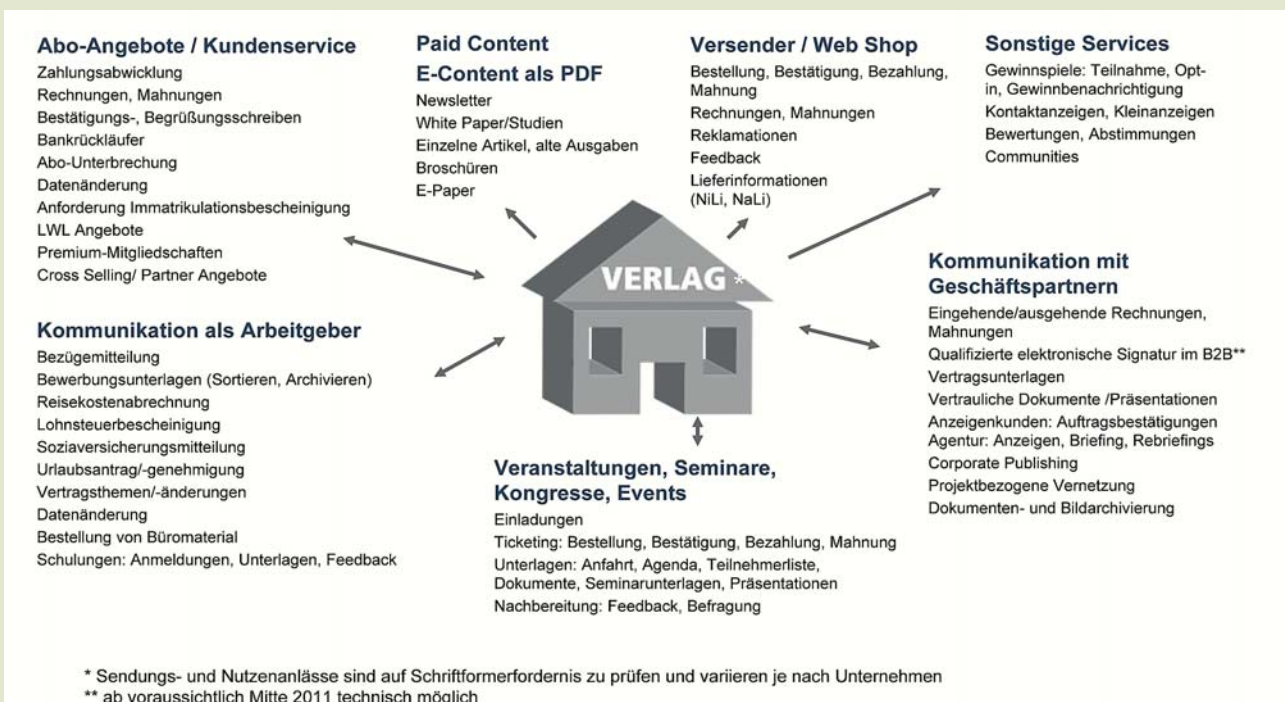 Abo-Angebote / Kundenservice
Zahlungsabwicklung
Rechnungen, Mahnungen
Bestätigungs-, Begrüßungsschreiben
Bankrückläufer
Abo-Unterbrechung
Datenänderung
Anforderung Immatrikulationsbescheinigung
LWL Angebote
Premium-Mitgliedschaften
Cross Selling/ Partner Angebote
Paid Content
E-Content als PDF
Newsletter
White Paper/Studien
Einzelne Artikel, alte Ausgaben
Broschüren
E-Paper
Versender / Web Shop
Bestellung, Bestätigung, Bezahlung,
Mahnung
Rechnungen, Mahnungen
Reklamationen
Feedback
Lieferinformationen
(NiLi, NaLi)
Sonstige Services
Gewinnspiele: Teilnahme, Opt-
in, Gewinnbenachrichtigung
Kontaktanzeigen, Kleinanzeigen
Bewertungen, Abstimmungen
Communities
VERLAG *
Kommunikation als Arbeitgeber
Bezügemitteilung
Bewerbungsunterlagen (Sortieren, Archivieren)
Reisekostenabrechnung
Lohnsteuerbescheinigung
Soziaversicherungsmitteilung
Urlaubsantrag/-genehmigung
Vertragsthemen/-änderungen
Datenänderung
Bestellung von Büromaterial
Schulungen: Anmeldungen, Unterlagen, Feedback
Veranstaltungen, Seminare,
Kongresse, Events
Einladungen
Ticketing: Bestellung, Bestätigung, Bezahlung, Mahnung
Unterlagen: Anfahrt, Agenda, Teilnehmerliste,
Dokumente, Seminarunterlagen, Präsentationen
Nachbereitung: Feedback, Befragung
Kommunikation mit
Geschäftspartnern
Eingehende/ausgehende Rechnungen,
Mahnungen
Qualifizierte elektronische Signatur im B2B**
Vertragsunterlagen
Vertrauliche Dokumente /Präsentationen
Anzeigenkunden: Auftragsbestätigungen
Agentur: Anzeigen, Briefing, Rebriefings
Corporate Publishing
Projektbezogene Vernetzung
Dokumenten- und Bildarchivierung
* Sendungs- und Nutzenanlässe sind auf Schriftformerfordernis zu prüfen und variieren je nach Unternehmen
** ab voraussichtlich Mitte 2011 technisch möglich